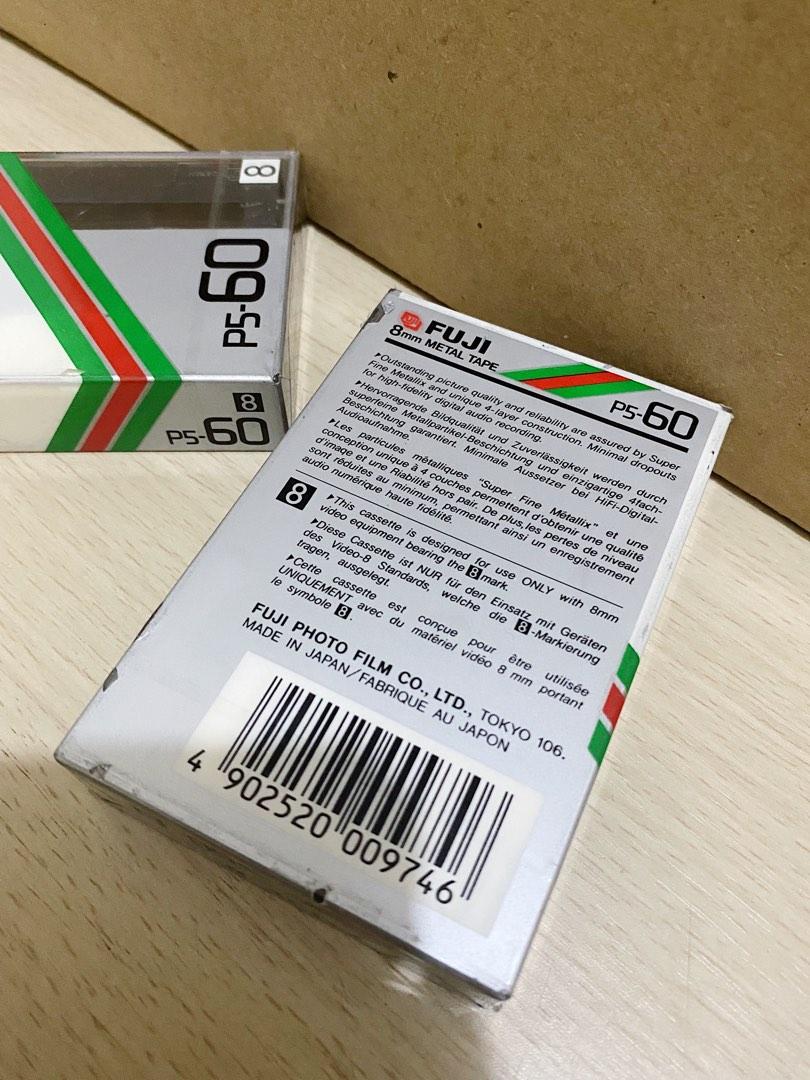 8
P5-60
8
P5-60
FUJI
FUJI
8mm METAL TAPE
P5-60
▸Outstanding picture quality and reliability are assured by Super
Fine Metallix and unique 4-layer construction. Minimal dropouts
for high-fidelity digital audio recording.
▸Hervorragende Bildqualität und Zuverlässigkeit werden durch
superfeine Metallpartikel-Beschichtung und einzigartige 4fach-
Beschichtung garantiert. Minimale Aussetzer bei HiFi-Digital-
Audioaufnahme.
▸Les particules métalliques "Super Fine Métallix" et une
conception unique à 4 couches permettent d'obtenir une qualité
d'image et une fiabilité hors pair. De plus, les pertes de niveau
sont réduites au minimum, permettant ainsi un enregistrement
audio numérique haute fidélité.
8
▸This cassette is designed for use ONLY with 8mm
video equipment bearing the 8 mark.
▸Diese Cassette ist NUR für den Einsatz mit Geräten
des Video-8 Standards, welche die 8-Markierung
tragen, ausgelegt.
▸Cette cassette est conçue pour être utilisée
UNIQUEMENT avec du matériel vidéo 8 mm portant
le symbole 8.
FUJI PHOTO FILM CO., LTD., TOKYO 106.
MADE IN JAPAN/FABRIQUE AU JAPON
4 902520 009746